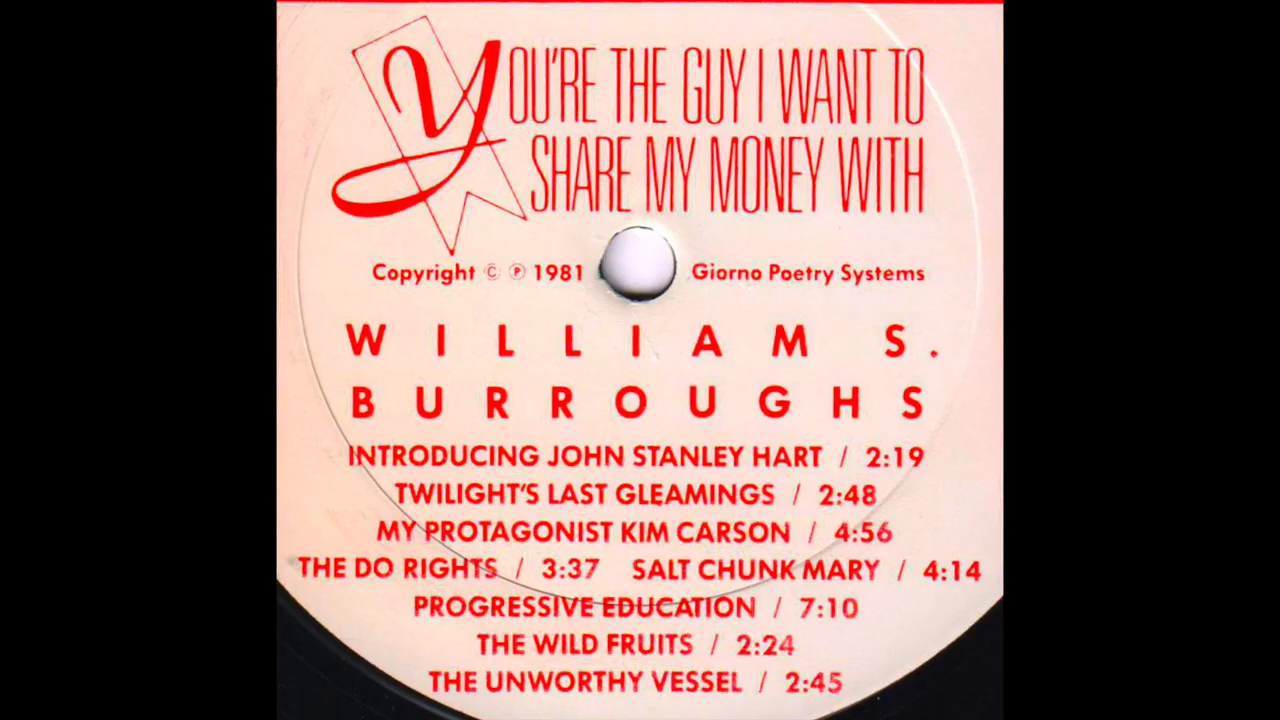 YOU'RE THE GUY I WANT TO
SHARE MY MONEY WITH
Copyright © ℗ 1981 Giorno Poetry Systems
WILLIAM S.
BURROUGHS
INTRODUCING JOHN STANLEY HART / 2:19
TWILIGHT'S LAST GLEAMINGS / 2:48
MY PROTAGONIST KIM CARSON / 4:56
THE DO RIGHTS / 3:37 SALT CHUNK MARY / 4:14
PROGRESSIVE EDUCATION / 7:10
THE WILD FRUITS / 2:24
THE UNWORTHY VESSEL / 2:45